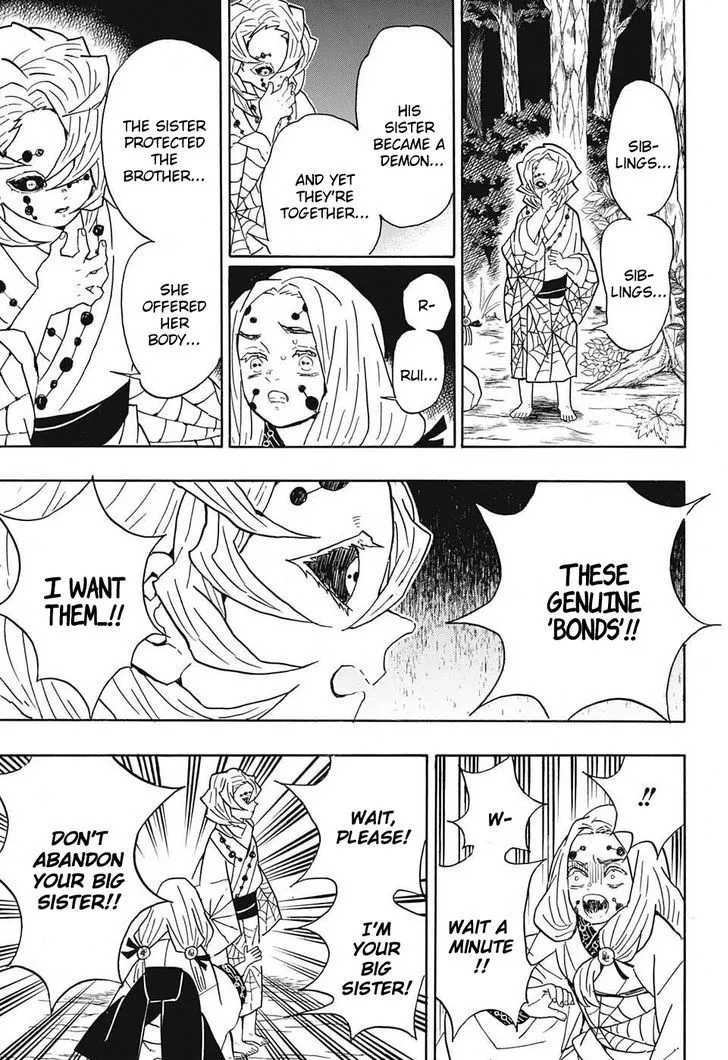 SIB-
LINGS...
SIB-
LINGS...
HIS
SISTER
BECAME A
DEMON...
AND YET
THEY'RE
TOGETHER...
THE SISTER
PROTECTED
THE
BROTHER...
SHE
OFFERED
HER
BODY...
R-
RUI...
THESE
GENUINE
'BONDS'!!
I WANT
THEM...!!
!!
W-
WAIT A
MINUTE
!!
WAIT,
PLEASE!
I'M
YOUR
BIG
SISTER!
DON'T
ABANDON
YOUR BIG
SISTER!!